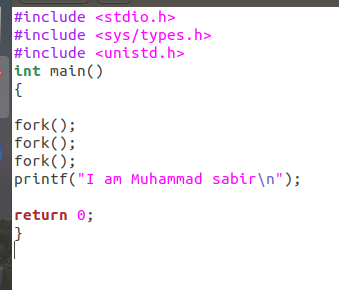 #include <stdio.h>
#include <sys/types.h>
#include <unistd.h>
int main()
{
fork();
fork();
fork();
printf("I am Muhammad sabir\n");
return 0;
}